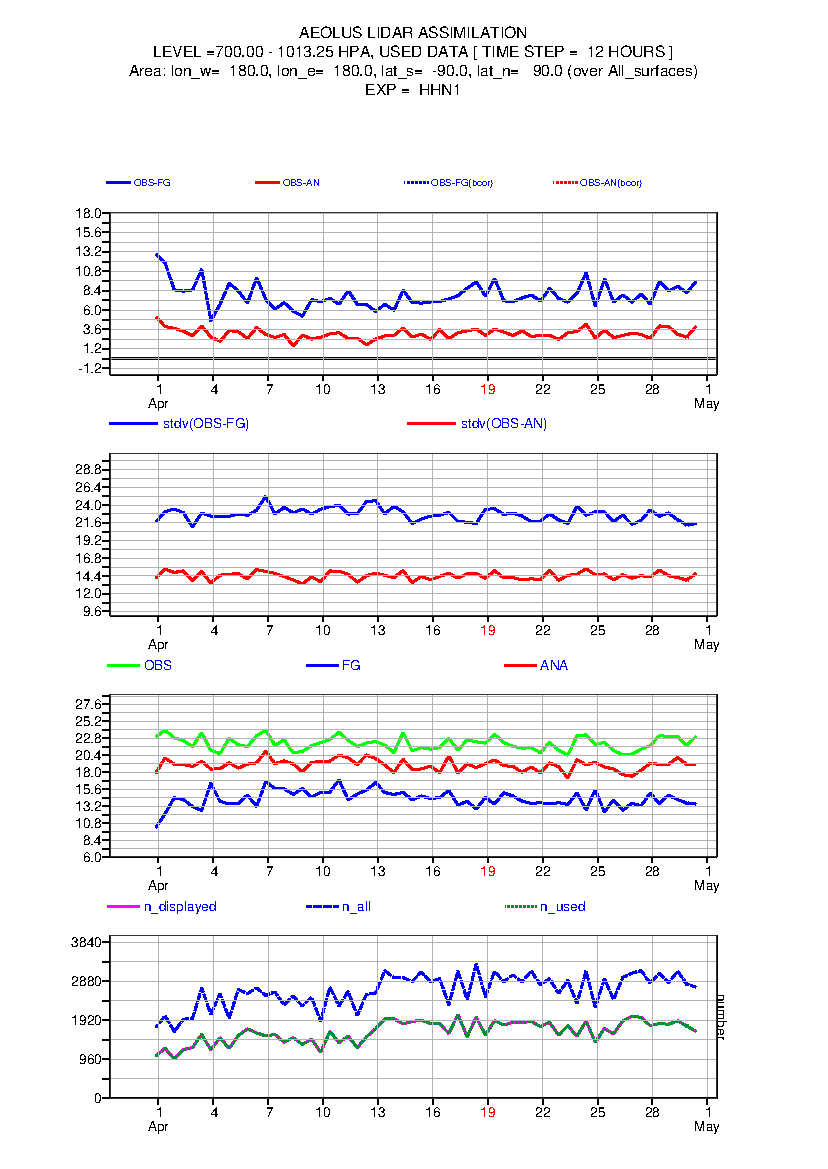 AEOLUS LIDAR ASSIMILATION
LEVEL =700.00 - 1013.25 HPA, USED DATA [ TIME STEP = 12 HOURS ]
Area: lon_w= 180.0, lon_e= 180.0, lat_s= -90.0, lat_n= 90.0 (over All_surfaces)
EXP = HHN1
OBS-FG OBS-AN OBS-FG(bcor) OBS-AN(bcor)
18.0
15.6
13.2
10.8
8.4
6.0
3.6
1.2
-1.2
1 4 7 10 13 16 19 22 25 28 1
Apr May
stdv(OBS-FG) stdv(OBS-AN)
28.8
26.4
24.0
21.6
19.2
16.8
14.4
12.0
9.6
1 4 7 10 13 16 19 22 25 28 1
Apr May
OBS FG ANA
27.6
25.2
22.8
20.4
18.0
15.6
13.2
10.8
8.4
6.0
1 4 7 10 13 16 19 22 25 28 1
Apr May
n_displayed n_all n_used
3840
2880
1920
960
0
number
1 4 7 10 13 16 19 22 25 28 1
Apr May